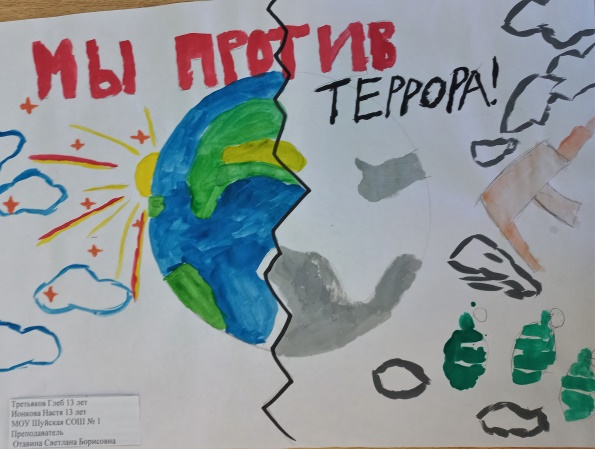 МЫ ПРОТИВ
ТЕРРОРА!
Третьяков Глеб 13 лет
Ионкова Настя 13 лет
МОУ Шуйская СОШ № 1
Преподаватель
Отавина Светлана Борисовна